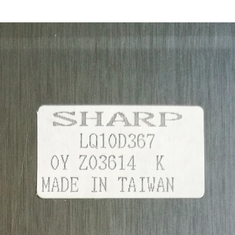 SHARP
LQ10D367
0Y Z03614 K
MADE IN TAIWAN